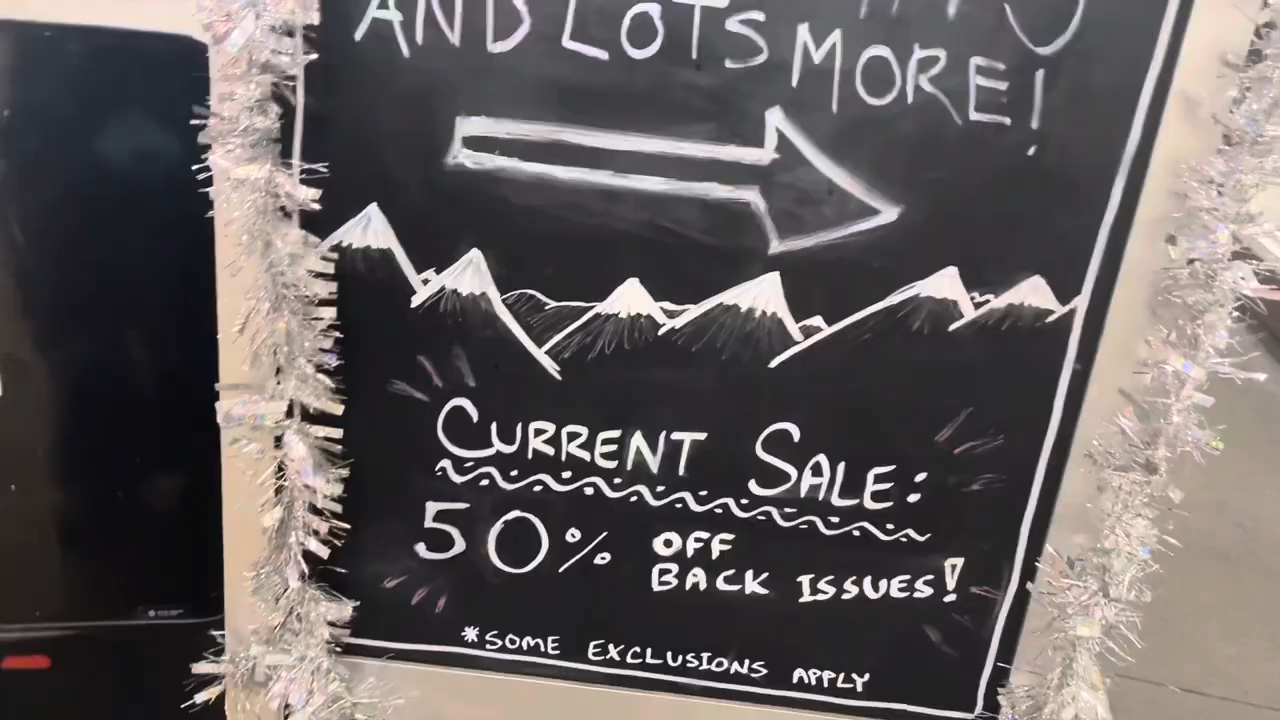 AND LOTS MORE!
CURRENT SALE:
50% OFF
BACK ISSUES!
*SOME EXCLUSIONS APPLY